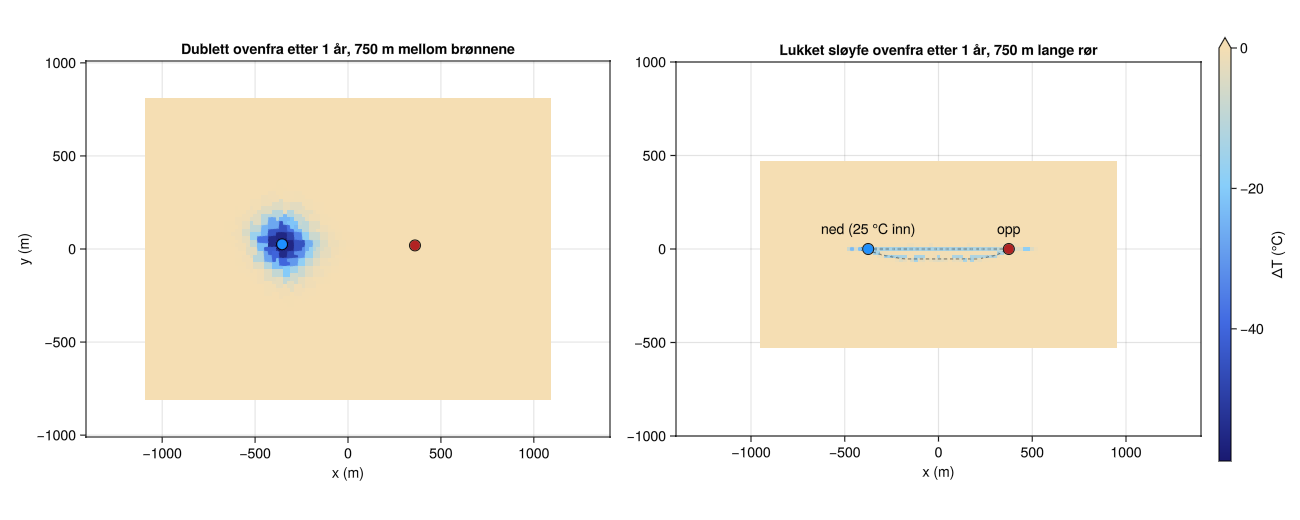 Dublett ovenfra etter 1 år, 750 m mellom brønnene
1000
500
0
−500
−1000
y (m)
−1000
−500
0
500
1000
x (m)
Lukket sløyfe ovenfra etter 1 år, 750 m lange rør
1000
500
0
−500
−1000
ned (25 °C inn)
opp
−1000
−500
0
500
1000
x (m)
0
−20
−40
ΔT (°C)